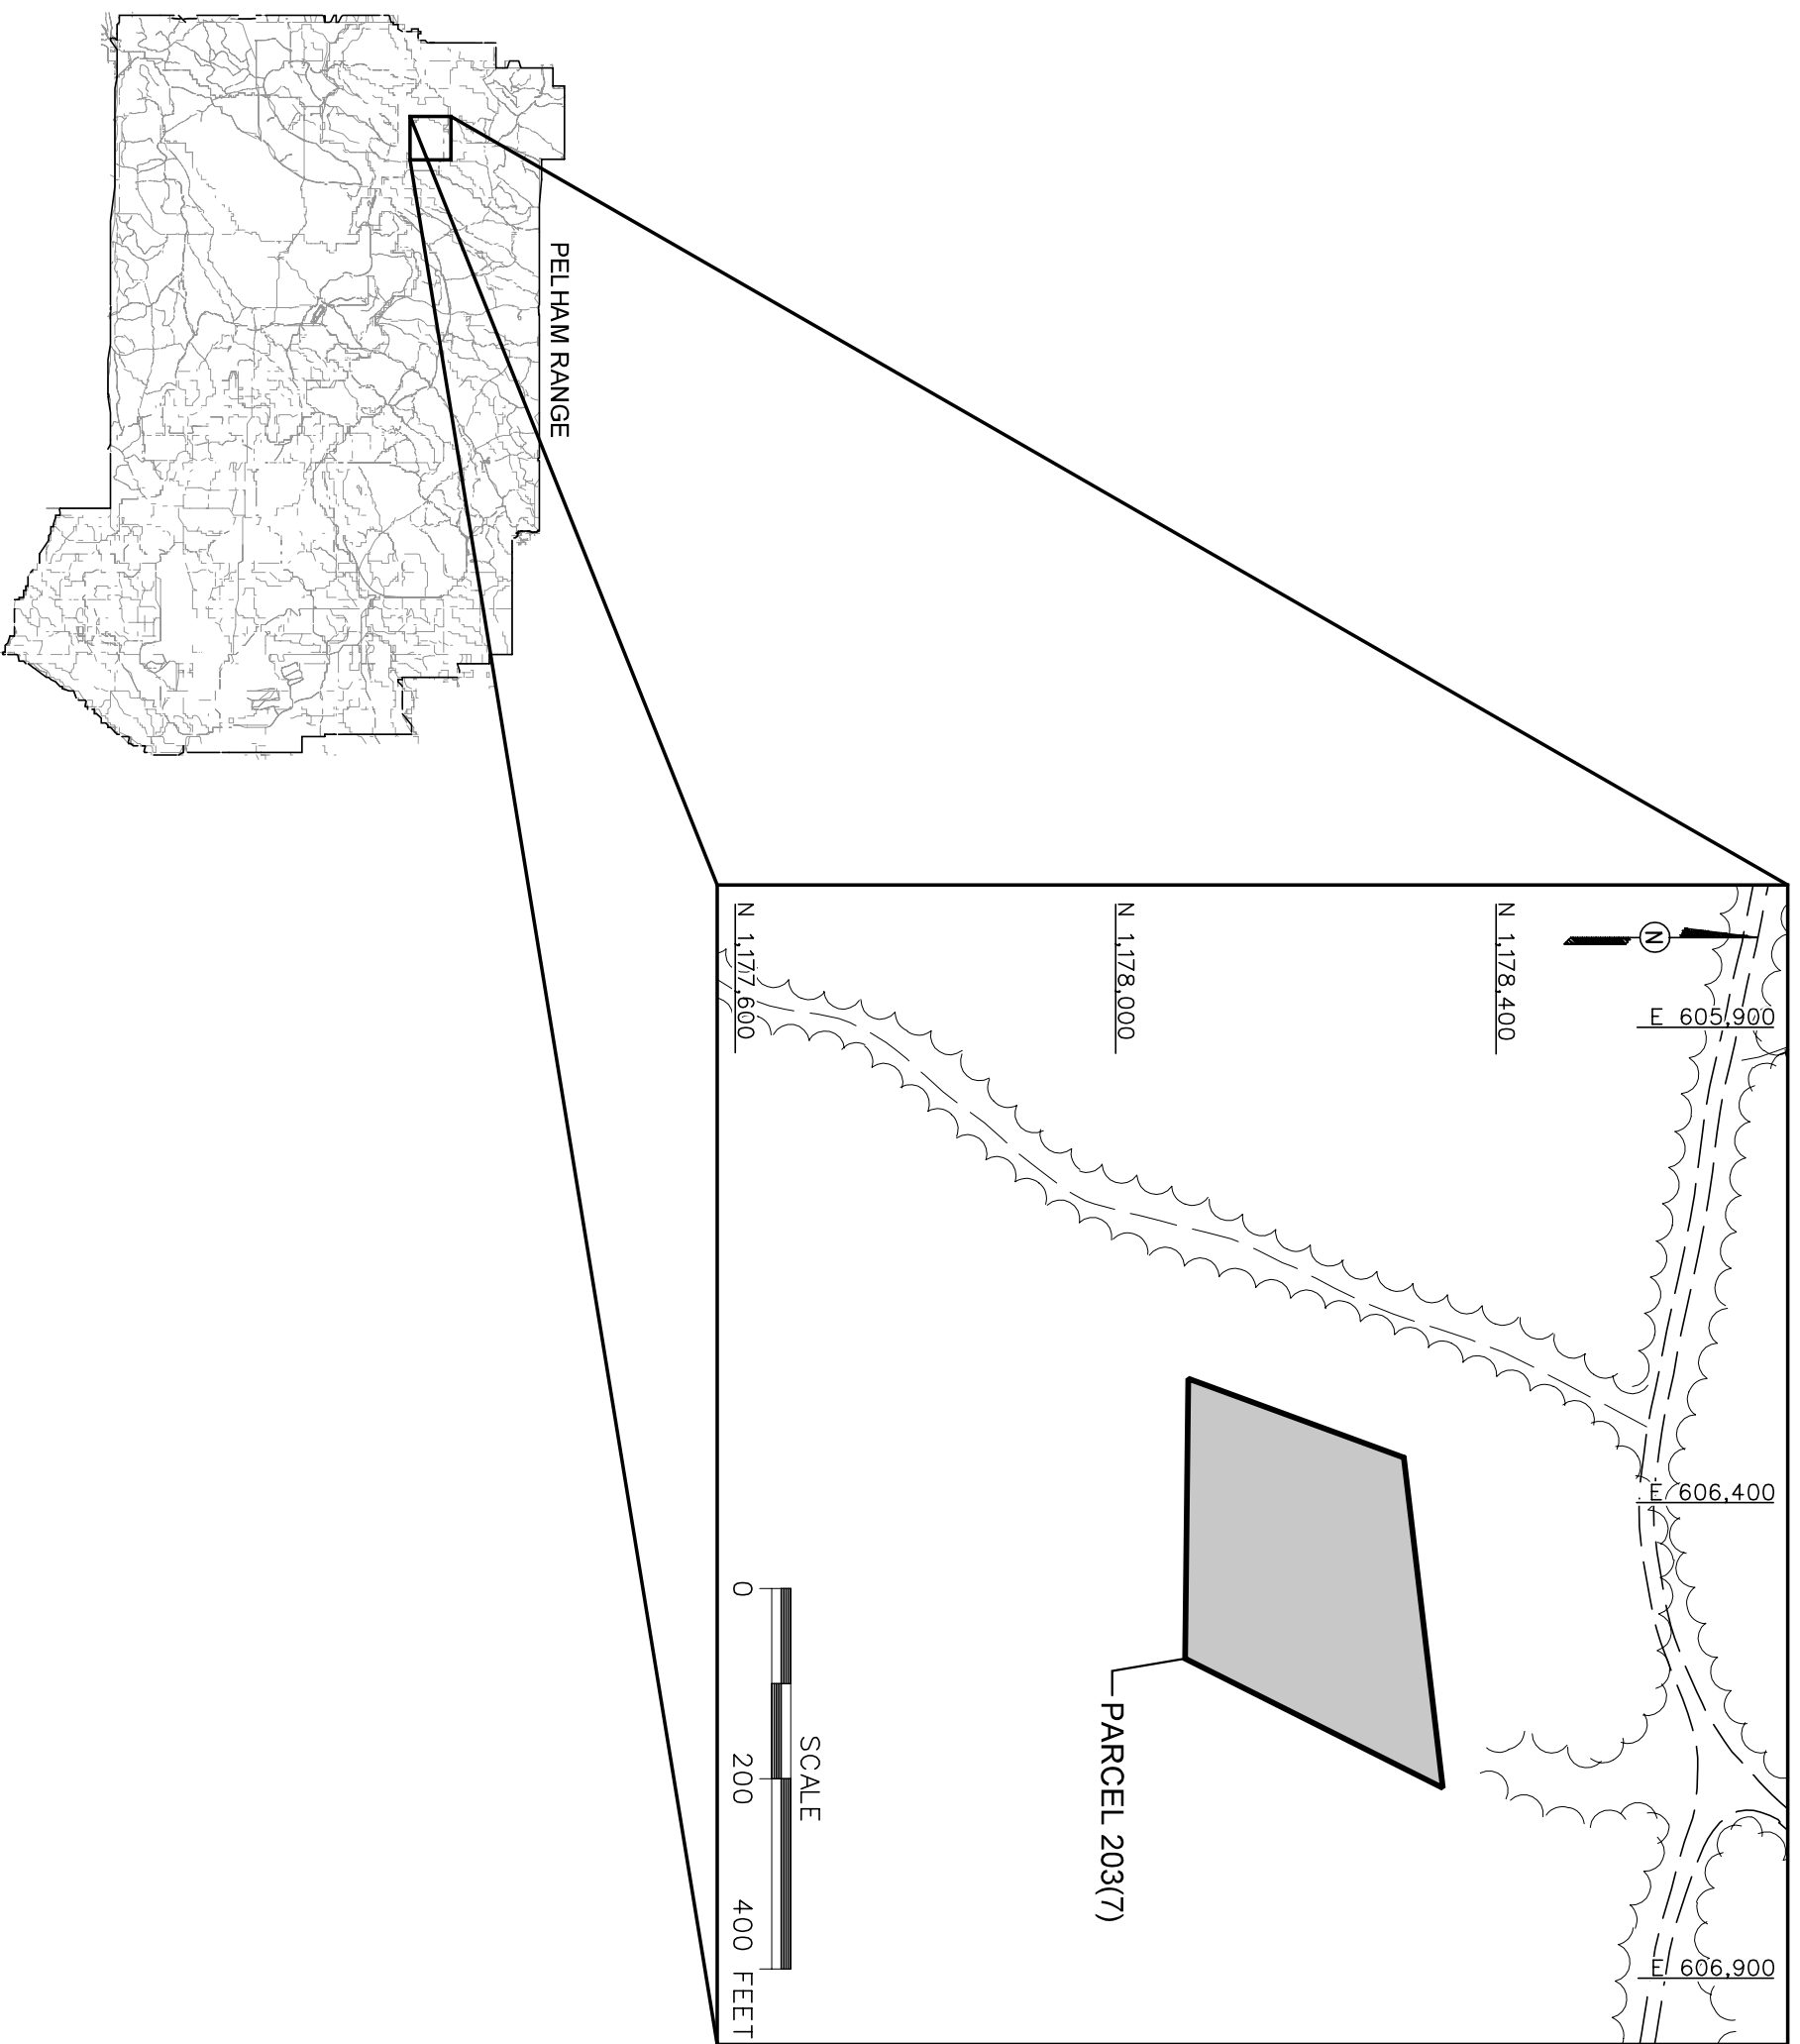 PELHAM RANGE
N
E 605,900
E 606,400
E 606,900
N 1,178,400
N 1,178,000
N 1,177,600
PARCEL 203(7)
SCALE
0 200 400 FEET